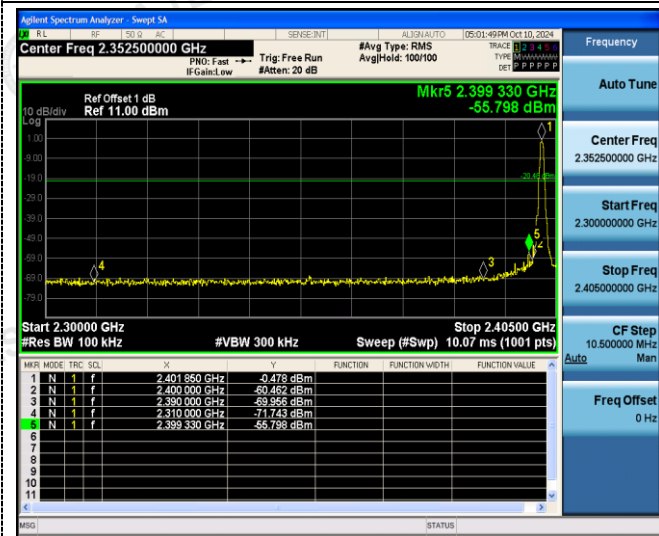 Agilent Spectrum Analyzer - Swept SA
RL RF 50 Ω AC SENSE:INT ALIGNAUTO 05:01:49 PM Oct 10, 2024
Center Freq 2.352500000 GHz #Avg Type: RMS TRACE 1 2 3 4 5 6
PNO: Fast Trig: Free Run Avg|Hold: 100/100 TYPE M
IFGain:Low #Atten: 20 dB DET P P P P P P
Mkr5 2.399 330 GHz
-55.798 dBm
Ref Offset 1 dB
10 dB/div Ref 11.00 dBm
Log
1
1.00
-9.00
-19.0
-29.0
-39.0
-49.0
5
2
-59.0
4 3
-69.0
-79.0
Start 2.30000 GHz Stop 2.40500 GHz
#Res BW 100 kHz #VBW 300 kHz Sweep (#Swp) 10.07 ms (1001 pts)
MKR MODE TRC SCL X Y FUNCTION FUNCTION WIDTH FUNCTION VALUE
1 N 1 f 2.401 850 GHz -0.478 dBm
2 N 1 f 2.400 000 GHz -60.462 dBm
3 N 1 f 2.390 000 GHz -69.956 dBm
4 N 1 f 2.310 000 GHz -71.743 dBm
5 N 1 f 2.399 330 GHz -55.798 dBm
6
7
8
9
10
11
MSG STATUS
Frequency
Auto Tune
Center Freq
2.352500000 GHz
Start Freq
2.300000000 GHz
Stop Freq
2.405000000 GHz
CF Step
10.500000 MHz
Auto Man
Freq Offset
0 Hz